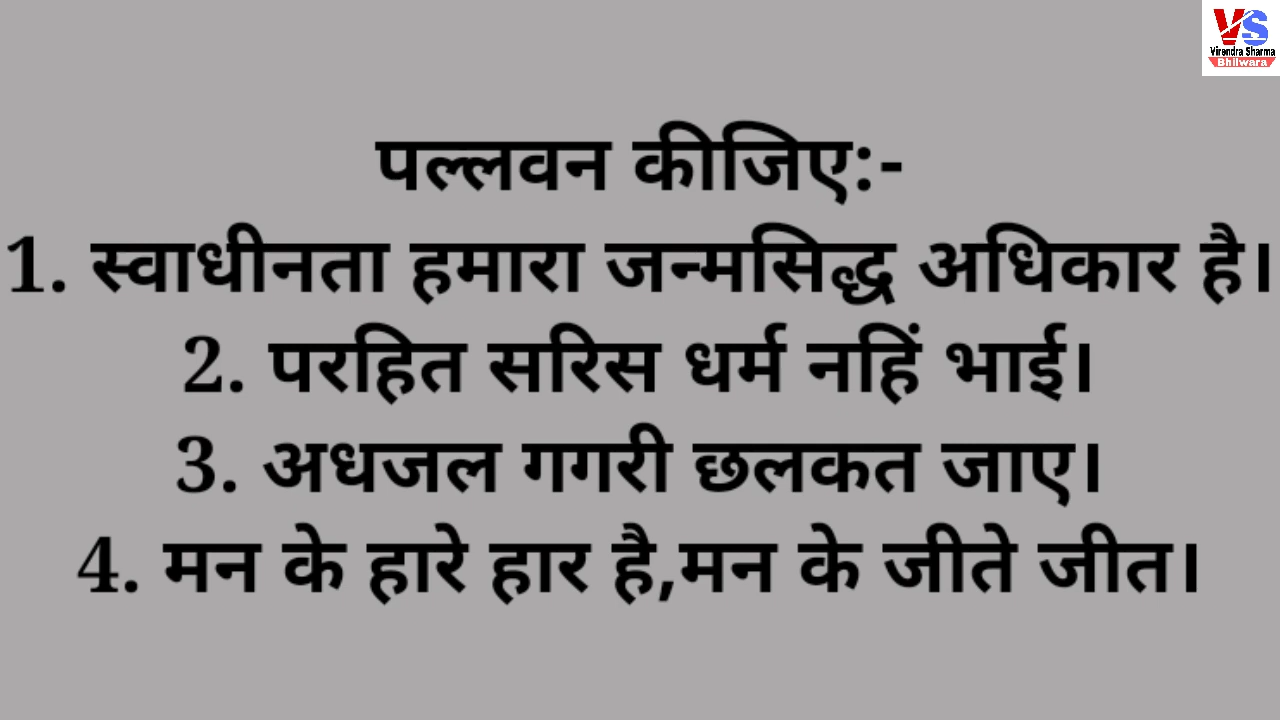 VS
Virendra Sharma
Bhilwara
पल्लवन कीजिए:-
1. स्वाधीनता हमारा जन्मसिद्ध अधिकार है।
2. परहित सरिस धर्म नहिं भाई।
3. अधजल गगरी छलकत जाए।
4. मन के हारे हार है,मन के जीते जीत।